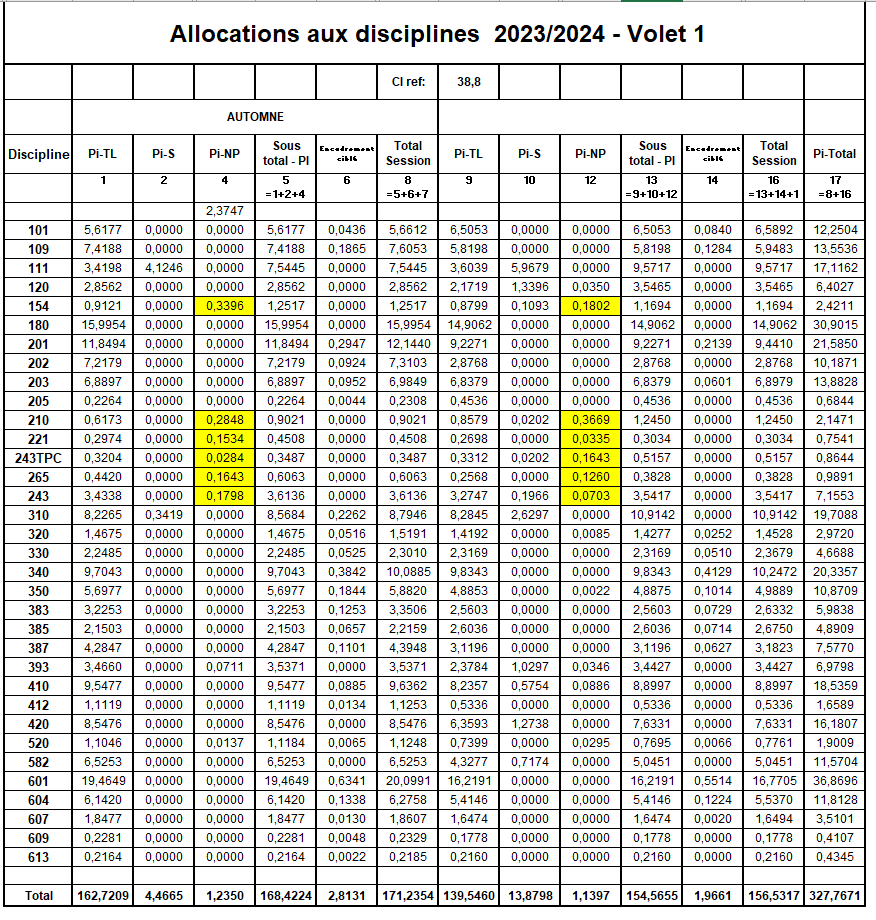 Allocations aux disciplines 2023/2024 - Volet 1
CI ref: 38,8
AUTOMNE
Discipline Pi-TL Pi-S Pi-NP Sous total - PI Encadrement ciblé Total Session Pi-TL Pi-S Pi-NP Sous total - PI Encadrement ciblé Total Session Pi-Total
1 2 4 5 =1+2+4 6 8 =5+6+7 9 10 12 13 =9+10+12 14 16 =13+14+1 17 =8+16
2,3747
101 5,6177 0,0000 0,0000 5,6177 0,0436 5,6612 6,5053 0,0000 0,0000 6,5053 0,0840 6,5892 12,2504
109 7,4188 0,0000 0,0000 7,4188 0,1865 7,6053 5,8198 0,0000 0,0000 5,8198 0,1284 5,9483 13,5536
111 3,4198 4,1246 0,0000 7,5445 0,0000 7,5445 3,6039 5,9679 0,0000 9,5717 0,0000 9,5717 17,1162
120 2,8562 0,0000 0,0000 2,8562 0,0000 2,8562 2,1719 1,3396 0,0350 3,5465 0,0000 3,5465 6,4027
154 0,9121 0,0000 0,3396 1,2517 0,0000 1,2517 0,8799 0,1093 0,1802 1,1694 0,0000 1,1694 2,4211
180 15,9954 0,0000 0,0000 15,9954 0,0000 15,9954 14,9062 0,0000 0,0000 14,9062 0,0000 14,9062 30,9015
201 11,8494 0,0000 0,0000 11,8494 0,2947 12,1440 9,2271 0,0000 0,0000 9,2271 0,2139 9,4410 21,5850
202 7,2179 0,0000 0,0000 7,2179 0,0924 7,3103 2,8768 0,0000 0,0000 2,8768 0,0000 2,8768 10,1871
203 6,8897 0,0000 0,0000 6,8897 0,0952 6,9849 6,8379 0,0000 0,0000 6,8379 0,0601 6,8979 13,8828
205 0,2264 0,0000 0,0000 0,2264 0,0044 0,2308 0,4536 0,0000 0,0000 0,4536 0,0000 0,4536 0,6844
210 0,6173 0,0000 0,2848 0,9021 0,0000 0,9021 0,8579 0,0202 0,3669 1,2450 0,0000 1,2450 2,1471
221 0,2974 0,0000 0,1534 0,4508 0,0000 0,4508 0,2698 0,0000 0,0335 0,3034 0,0000 0,3034 0,7541
243TPC 0,3204 0,0000 0,0284 0,3487 0,0000 0,3487 0,3312 0,0202 0,1643 0,5157 0,0000 0,5157 0,8644
265 0,4420 0,0000 0,1643 0,6063 0,0000 0,6063 0,2568 0,0000 0,1260 0,3828 0,0000 0,3828 0,9891
243 3,4338 0,0000 0,1798 3,6136 0,0000 3,6136 3,2747 0,1966 0,0703 3,5417 0,0000 3,5417 7,1553
310 8,2265 0,3419 0,0000 8,5684 0,2262 8,7946 8,2845 2,6297 0,0000 10,9142 0,0000 10,9142 19,7088
320 1,4675 0,0000 0,0000 1,4675 0,0516 1,5191 1,4192 0,0000 0,0085 1,4277 0,0252 1,4528 2,9720
330 2,2485 0,0000 0,0000 2,2485 0,0525 2,3010 2,3169 0,0000 0,0000 2,3169 0,0510 2,3679 4,6688
340 9,7043 0,0000 0,0000 9,7043 0,3842 10,0885 9,8343 0,0000 0,0000 9,8343 0,4129 10,2472 20,3357
350 5,6977 0,0000 0,0000 5,6977 0,1844 5,8820 4,8853 0,0000 0,0022 4,8875 0,1014 4,9889 10,8709
383 3,2253 0,0000 0,0000 3,2253 0,1253 3,3506 2,5603 0,0000 0,0000 2,5603 0,0729 2,6332 5,9838
385 2,1503 0,0000 0,0000 2,1503 0,0657 2,2159 2,6036 0,0000 0,0000 2,6036 0,0714 2,6750 4,8909
387 4,2847 0,0000 0,0000 4,2847 0,1101 4,3948 3,1196 0,0000 0,0000 3,1196 0,0627 3,1823 7,5770
393 3,4660 0,0000 0,0711 3,5371 0,0000 3,5371 2,3784 1,0297 0,0346 3,4427 0,0000 3,4427 6,9798
410 9,5477 0,0000 0,0000 9,5477 0,0885 9,6362 8,2357 0,5754 0,0886 8,8997 0,0000 8,8997 18,5359
412 1,1119 0,0000 0,0000 1,1119 0,0134 1,1253 0,5336 0,0000 0,0000 0,5336 0,0000 0,5336 1,6589
420 8,5476 0,0000 0,0000 8,5476 0,0000 8,5476 6,3593 1,2738 0,0000 7,6331 0,0000 7,6331 16,1807
520 1,1046 0,0000 0,0137 1,1184 0,0065 1,1248 0,7399 0,0000 0,0295 0,7695 0,0066 0,7761 1,9009
582 6,5253 0,0000 0,0000 6,5253 0,0000 6,5253 4,3277 0,7174 0,0000 5,0451 0,0000 5,0451 11,5704
601 19,4649 0,0000 0,0000 19,4649 0,6341 20,0991 16,2191 0,0000 0,0000 16,2191 0,5514 16,7705 36,8696
604 6,1420 0,0000 0,0000 6,1420 0,1338 6,2758 5,4146 0,0000 0,0000 5,4146 0,1224 5,5370 11,8128
607 1,8477 0,0000 0,0000 1,8477 0,0130 1,8607 1,6474 0,0000 0,0000 1,6474 0,0020 1,6494 3,5101
609 0,2281 0,0000 0,0000 0,2281 0,0048 0,2329 0,1778 0,0000 0,0000 0,1778 0,0000 0,1778 0,4107
613 0,2164 0,0000 0,0000 0,2164 0,0022 0,2185 0,2160 0,0000 0,0000 0,2160 0,0000 0,2160 0,4345
Total 162,7209 4,4665 1,2350 168,4224 2,8131 171,2354 139,5460 13,8798 1,1397 154,5655 1,9661 156,5317 327,7671